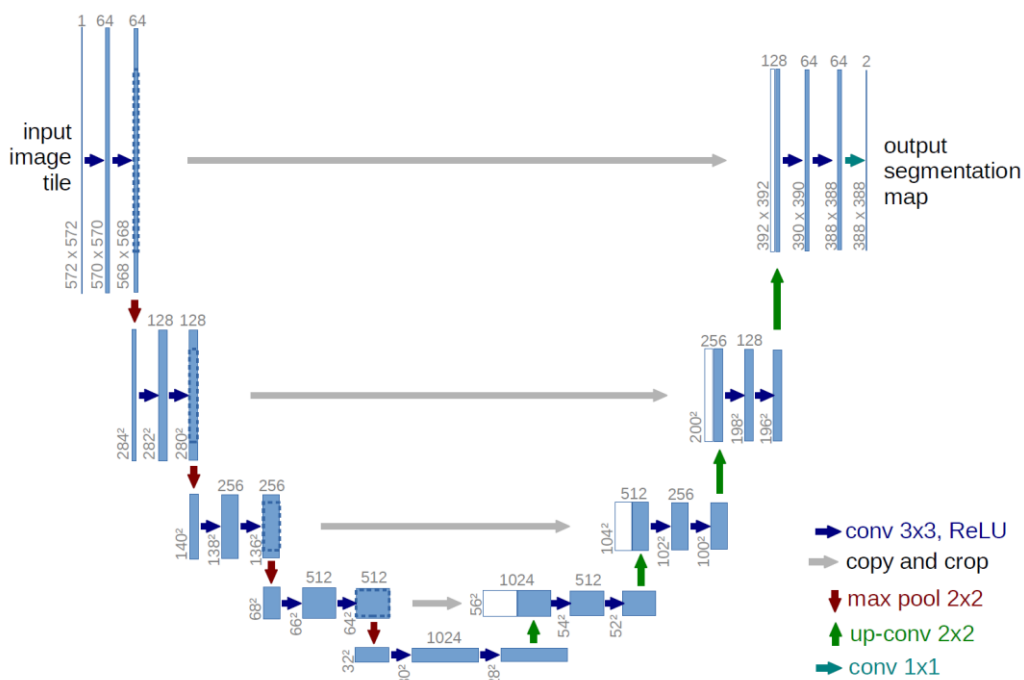 1 64 64
input
image
tile
572 x 572
570 x 570
568 x 568
128 64 64 2
392 x 392
390 x 390
388 x 388
388 x 388
output
segmentation
map
128 128
284²
282²
280²
256 128
200²
198²
196²
256 256
140²
138²
136²
512 256
104²
102²
100²
512 512
68²
66²
64²
1024 512
56²
54²
52²
1024
32²
conv 3x3, ReLU
copy and crop
max pool 2x2
up-conv 2x2
conv 1x1